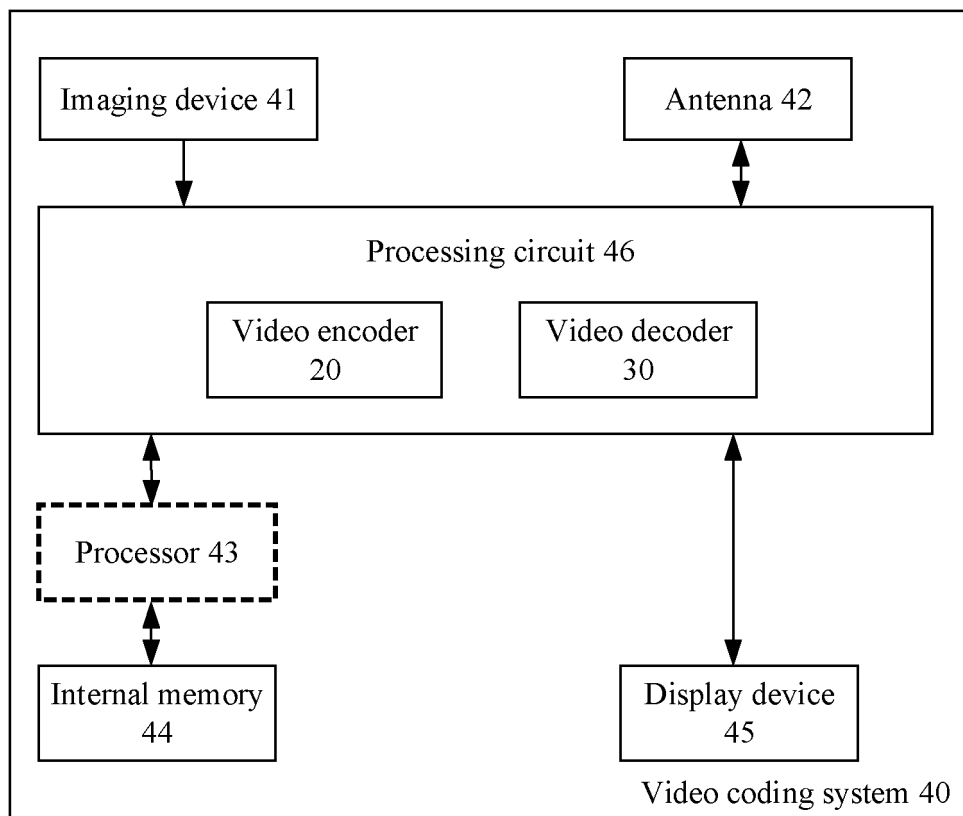 Imaging device 41
Antenna 42
Processing circuit 46
Video encoder
20
Video decoder
30
Processor 43
Internal memory
44
Display device
45
Video coding system 40